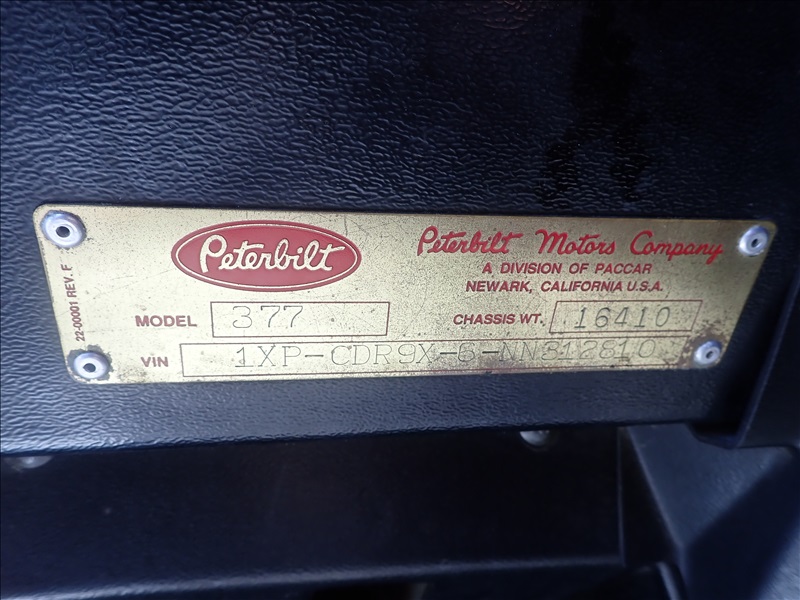 Peterbilt
Peterbilt Motors Company
A DIVISION OF PACCAR
NEWARK, CALIFORNIA U.S.A.
22-00001 REV. F
MODEL 377
CHASSIS WT. 16410
VIN 1XP-CDR9X-6-NN312810